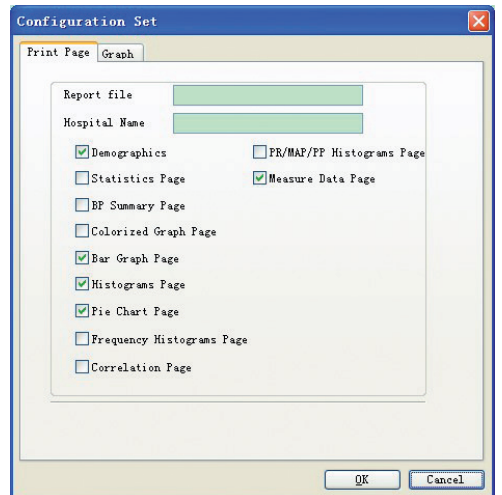 Configuration Set
Print Page Graph
Report file
Hospital Name
Demographics PR/MAP/PP Histograms Page
Statistics Page Measure Data Page
BP Summary Page
Colorized Graph Page
Bar Graph Page
Histograms Page
Pie Chart Page
Frequency Histograms Page
Correlation Page
OK Cancel